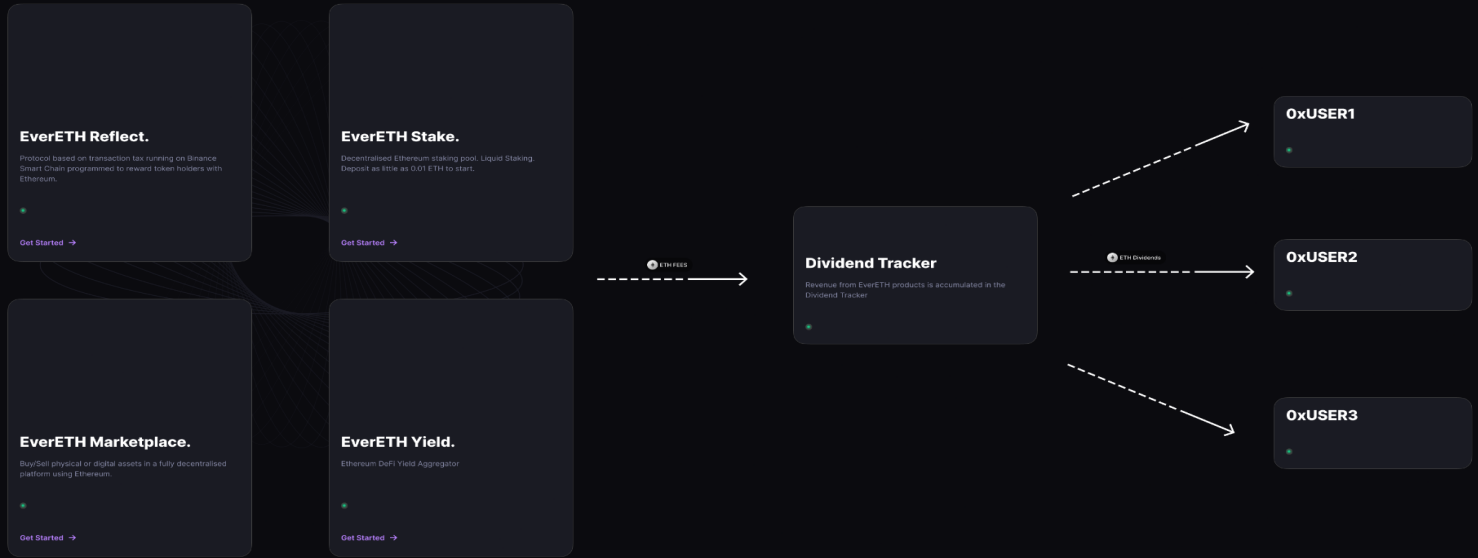 EverETH Reflect.
Protocol based on transaction tax running on Binance
Smart Chain programmed to reward token holders with
Ethereum.
Get Started
EverETH Stake.
Decentralised Ethereum staking pool. Liquid Staking.
Deposit as little as 0.01 ETH to start.
Get Started
EverETH Marketplace.
Buy/Sell physical or digital assets in a fully decentralised
platform using Ethereum.
Get Started
EverETH Yield.
Ethereum DeFi Yield Aggregator
Get Started
ETH FEES
Dividend Tracker
Revenue from EverETH products is accumulated in the
Dividend Tracker
ETH Dividends
0xUSER1
0xUSER2
0xUSER3